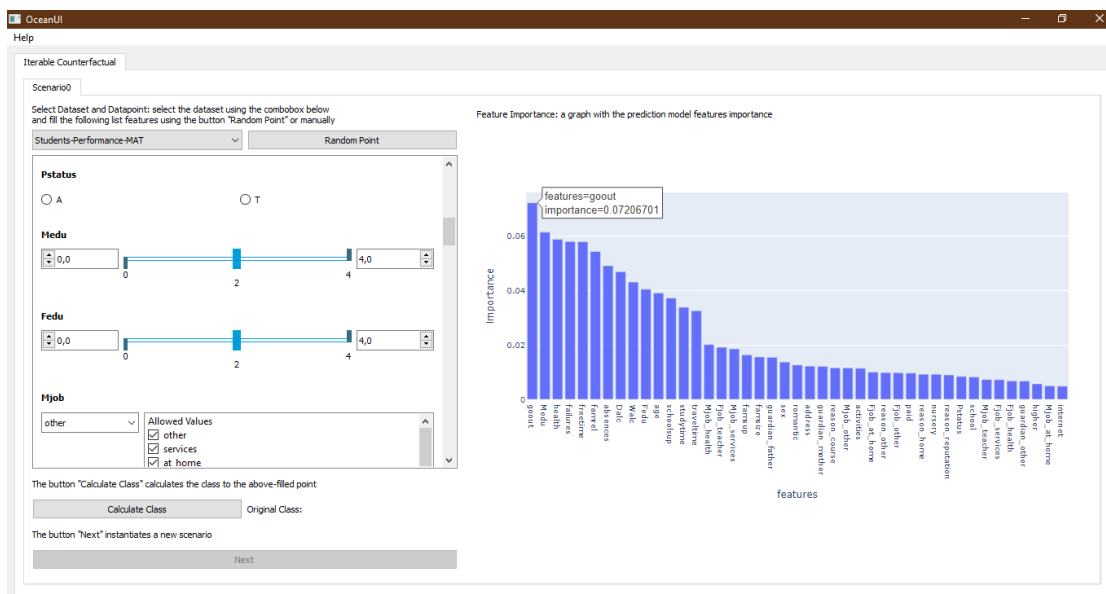 OceanUI
Help
Iterable Counterfactual
Scenario0
Select Dataset and Datapoint: select the dataset using the combobox below
and fill the following list features using the button "Random Point" or manually
Students-Performance-MAT
Random Point
Pstatus
A
T
Medu
0,0
0
2
4
4,0
Fedu
0,0
0
2
4
4,0
Mjob
other
Allowed Values
other
services
at home
The button "Calculate Class" calculates the class to the above-filled point
Calculate Class
Original Class:
The button "Next" instantiates a new scenario
Next
Feature Importance: a graph with the prediction model features importance
features=goout
importance=0.07206701
Importance
0.06
0.04
0.02
0
goout
Medu
health
failures
freetime
famrel
absences
Dalc
Walc
Fedu
age
schoolsup
studytime
traveltime
Mjob_health
Fjob_teacher
Mjob_services
famsup
famsize
guardian_father
sex
romantic
address
guardian_mother
reason_course
Mjob_other
activities
Fjob_at_home
reason_other
Fjob_other
paid
reason_home
nursery
reason_reputation
Pstatus
school
Mjob_teacher
Fjob_services
Fjob_health
guardian_other
higher
Mjob_at_home
internet
features